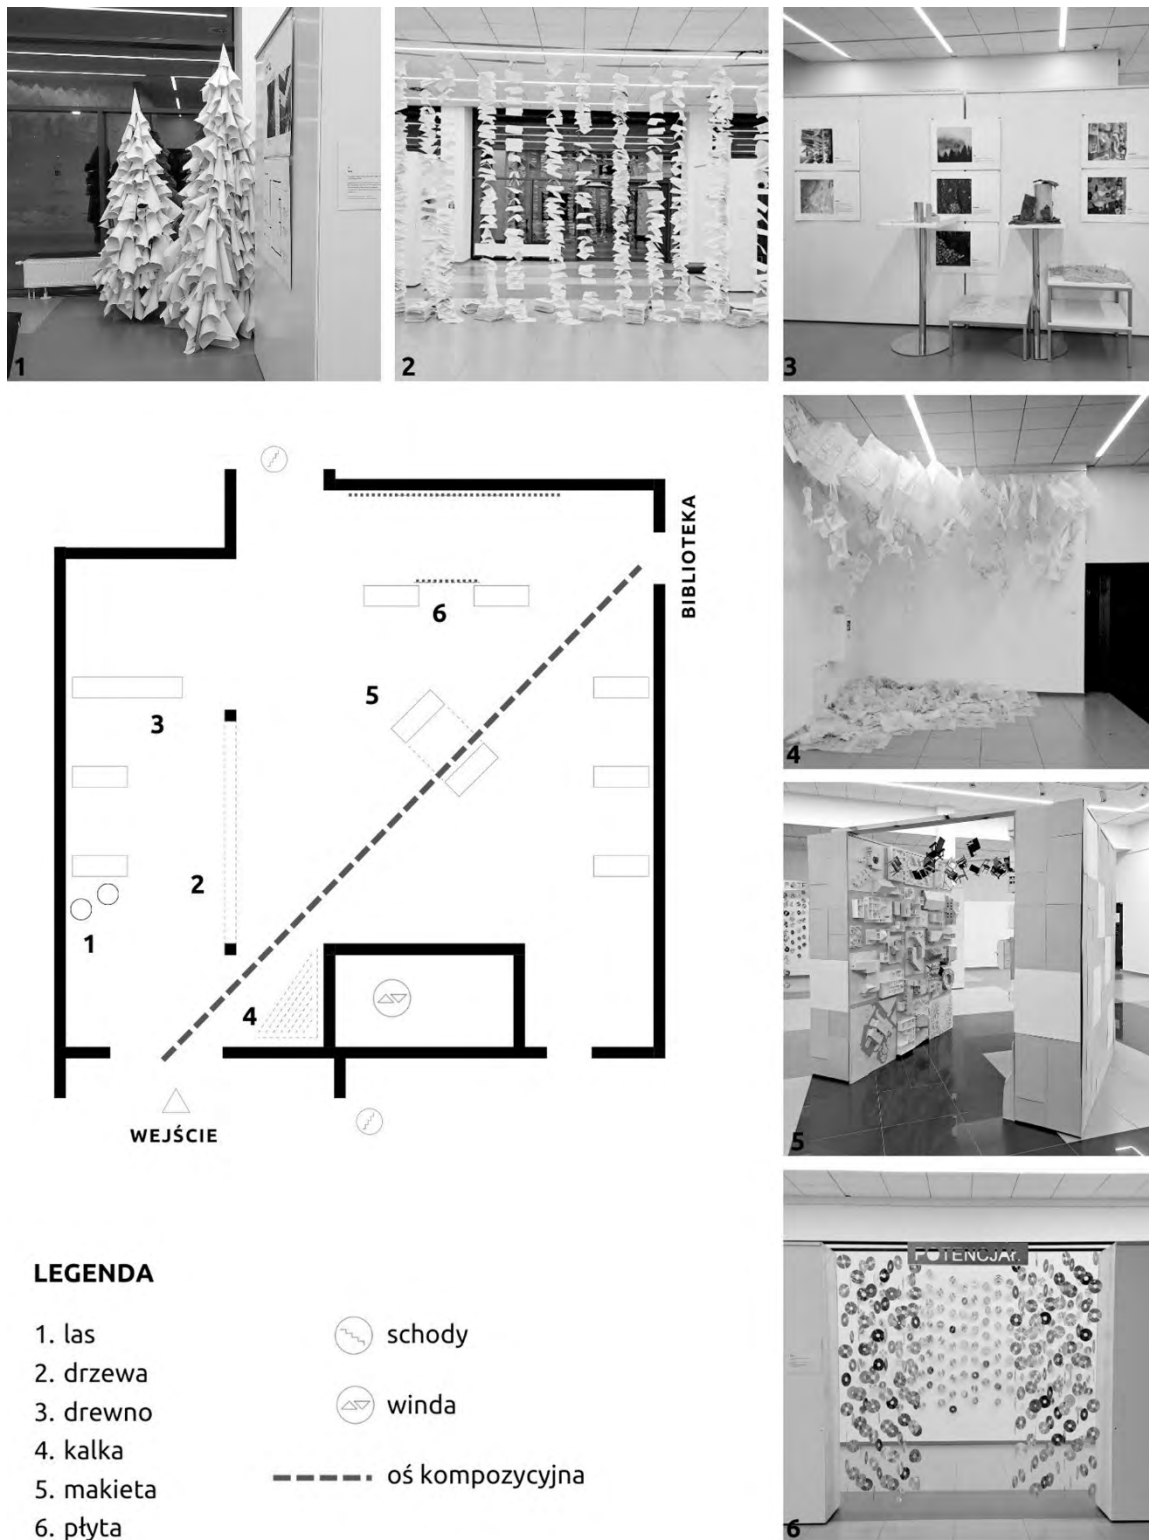 1
2
3
4
BIBLIOTEKA
6
5
3
2
1
4
WEJŚCIE
5
POTENCJAŁ.
6
LEGENDA
1. las
2. drzewa
3. drewno
4. kalka
5. makieta
6. płyta
schody
winda
oś kompozycyjna